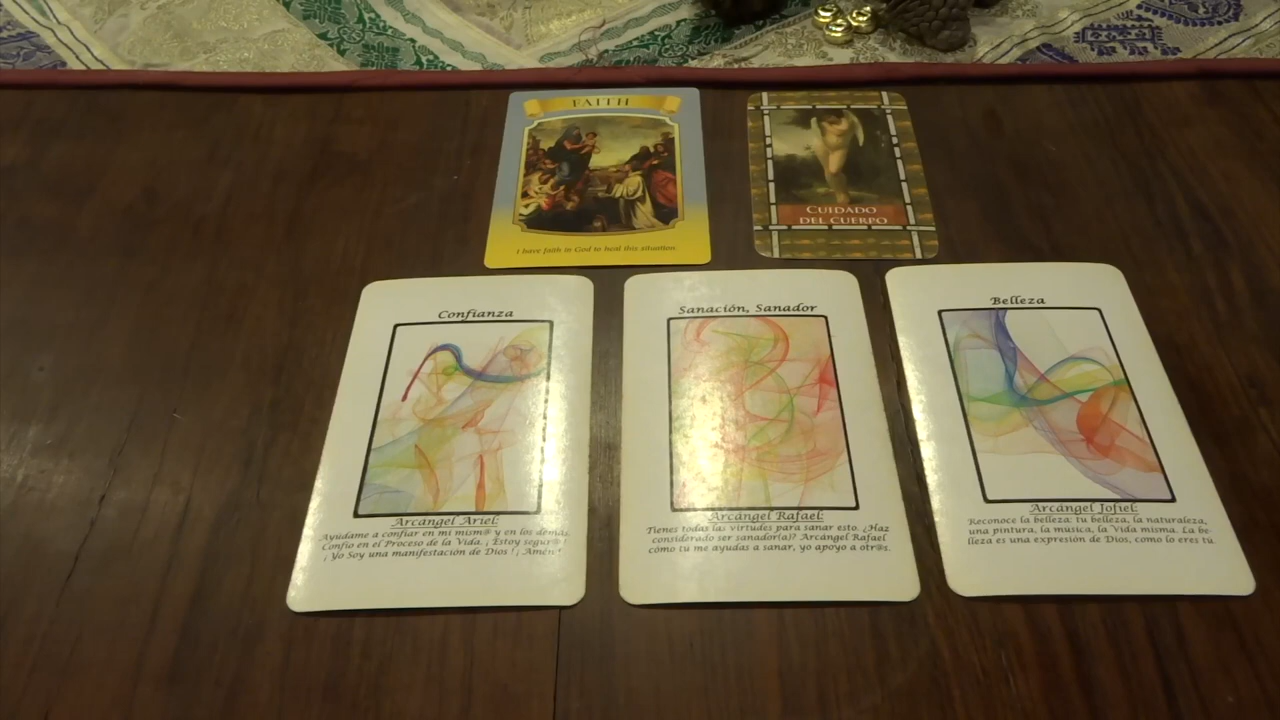 FAITH
I have faith in God to heal this situation.
CUIDADO
DEL CUERPO
Confianza
Arcángel Ariel:
Ayúdame a confiar en mi mism@ y en los demás.
Confio en el Proceso de la Vida. ¡ Estoy segur@ !
¡ Yo Soy una manifestación de Dios ! ¡ Amén !
Sanación, Sanador
Arcángel Rafael:
Tienes todas las virtudes para sanar esto. ¿Haz
considerado ser sanador(a)? Arcángel Rafael
cómo tú me ayudas a sanar, yo apoyo a otr@s.
Belleza
Arcángel Jofiel:
Reconoce la belleza: tu belleza, la naturaleza,
una pintura, la música, la Vida misma. La be-
lleza es una expresión de Dios, como lo eres tú.